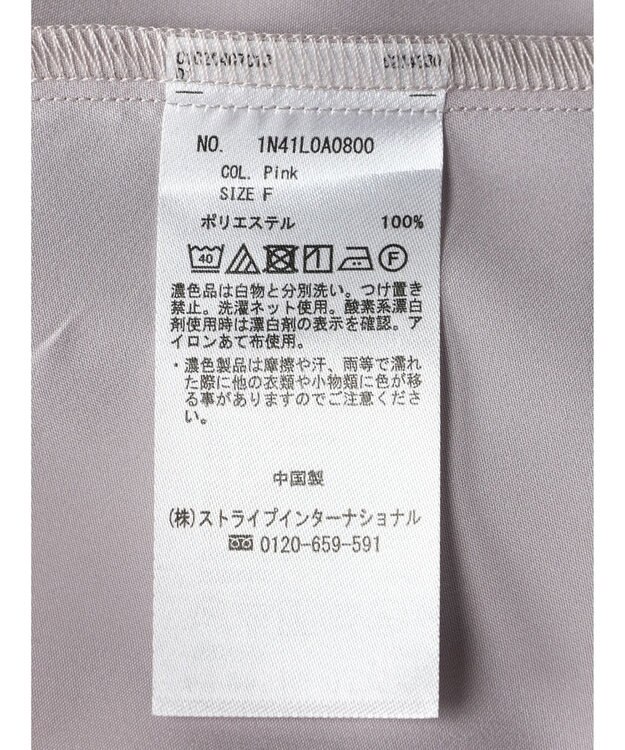 NO. 1N41L0A0800
COL. Pink
SIZE F
ポリエステル 100%
40 F
濃色品は白物と分別洗い。つけ置き
禁止。洗濯ネット使用。酸素系漂白
剤使用時は漂白剤の表示を確認。ア
イロンあて布使用。
・濃色製品は摩擦や汗、雨等で濡れ
た際に他の衣類や小物類に色が移
る事がありますのでご注意くださ
い。
中国製
(株)ストライプインターナショナル
0120-659-591